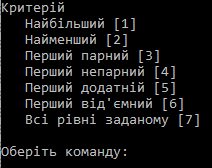 Критерій
Найбільший [1]
Найменший [2]
Перший парний [3]
Перший непарний [4]
Перший додатній [5]
Перший від'ємний [6]
Всі рівні заданому [7]
Оберіть команду: